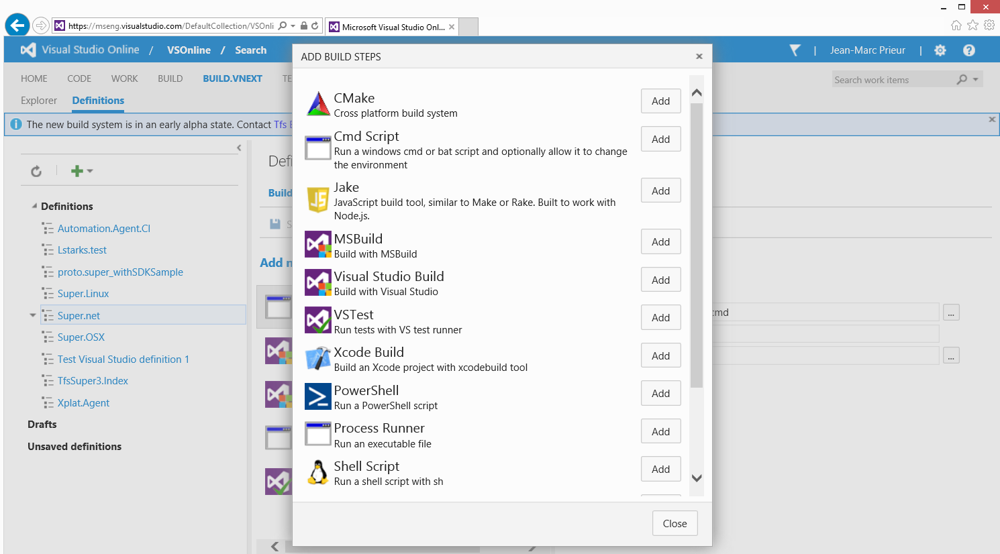 https://mseng.visualstudio.com/DefaultCollection/VSOnli
Microsoft Visual Studio Onl...
Visual Studio Online / VSOnline / Search
Jean-Marc Prieur
ADD BUILD STEPS
HOME CODE WORK BUILD BUILD.VNEXT TE
Search work items
Explorer Definitions
The new build system is in an early alpha state. Contact Tfs
Definitions
Automation.Agent.CI
Lstarks.test
proto.super_withSDKSample
Super.Linux
Super.net
Super.OSX
Test Visual Studio definition 1
TfsSuper3.Index
Xplat.Agent
Drafts
Unsaved definitions
Defi
Build
S
Add n
CMake
Cross platform build system
Add
Cmd Script
Run a windows cmd or bat script and optionally allow it to change
the environment
Add
Jake
JavaScript build tool, similar to Make or Rake. Built to work with
Node.js.
Add
MSBuild
Build with MSBuild
Add
Visual Studio Build
Build with Visual Studio
Add
VSTest
Run tests with VS test runner
Add
Xcode Build
Build an Xcode project with xcodebuild tool
Add
PowerShell
Run a PowerShell script
Add
Process Runner
Run an executable file
Add
Shell Script
Run a shell script with sh
Add
Close
cmd
...
...